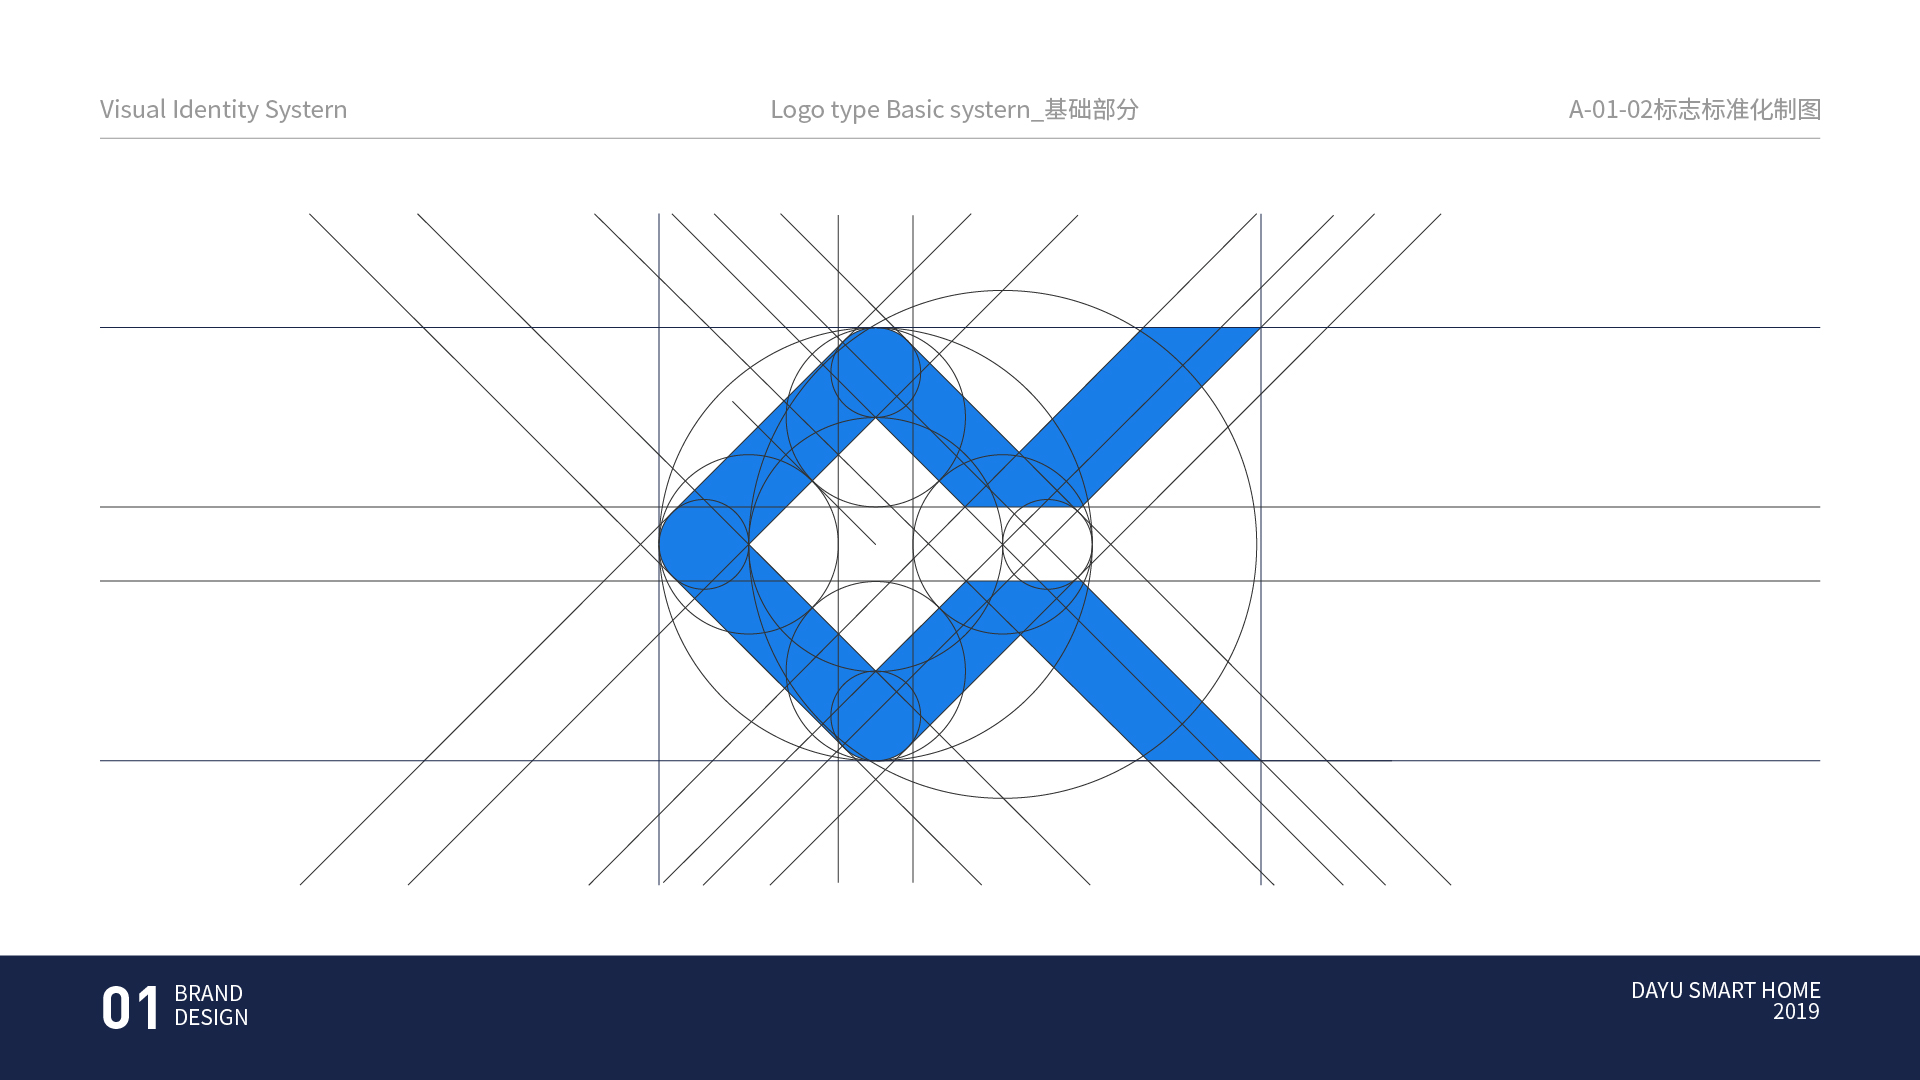 Visual Identity Systern
Logo type Basic systern_基础部分
A-01-02标志标准化制图
01
BRAND
DESIGN
DAYU SMART HOME
2019